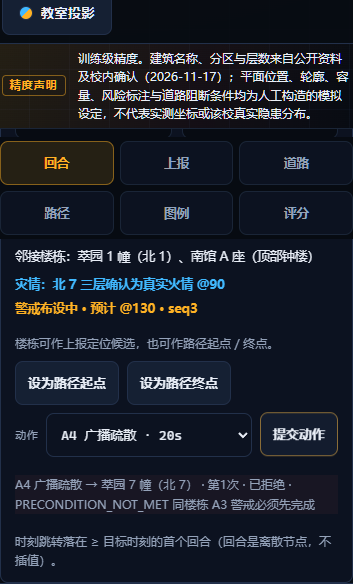 教室投影
精度声明
训练级精度。建筑名称、分区与层数来自公开资料
及校内确认（2026-11-17）；平面位置、轮廓、容
量、风险标注与道路阻断条件均为人工构造的模拟
设定，不代表实测坐标或该校真实隐患分布。
回合
上报
道路
路径
图例
评分
邻接楼栋：萃园 1 幢（北 1）、南馆 A 座（顶部钟楼）
灾情：北 7 三层确认为真实火情 @90
警戒布设中 • 预计 @130 • seq3
楼栋可作上报定位候选，也可作路径起点 / 终点。
设为路径起点
设为路径终点
动作
A4 广播疏散 · 20s
提交动作
A4 广播疏散 → 萃园 7 幢（北 7） · 第1次 · 已拒绝 ·
PRECONDITION_NOT_MET 同楼栋 A3 警戒必须先完成
时刻跳转落在 ≥ 目标时刻的首个回合（回合是离散节点，不
插值）。